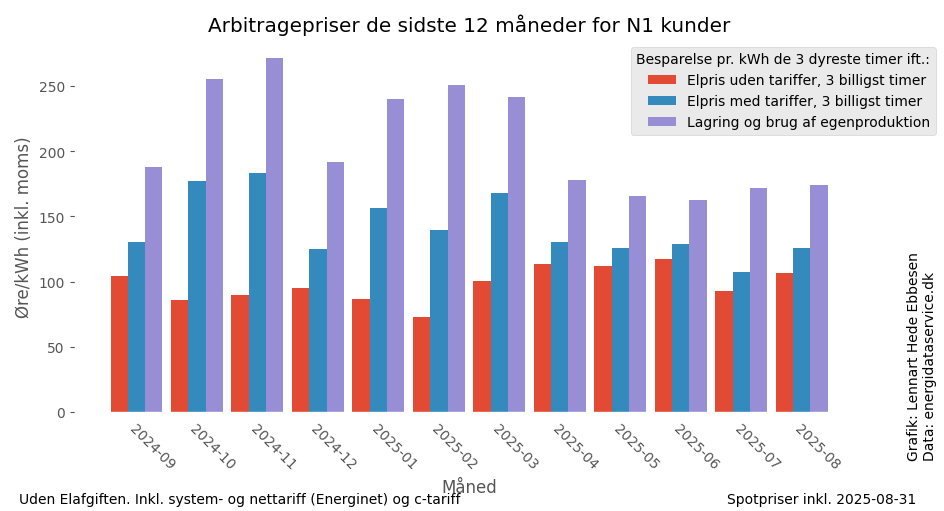 Arbitragepriser de sidste 12 måneder for N1 kunder
Besparelse pr. kWh de 3 dyreste timer ift.:
Elpris uden tariffer, 3 billigst timer
Elpris med tariffer, 3 billigst timer
Lagring og brug af egenproduktion
Øre/kWh (inkl. moms)
250
200
150
100
50
0
2024-09
2024-10
2024-11
2024-12
2025-01
2025-02
2025-03
2025-04
2025-05
2025-06
2025-07
2025-08
Måned
Grafik: Lennart Hede Ebbesen
Data: energidataservice.dk
Uden Elafgiften. Inkl. system- og nettariff (Energinet) og c-tariff
Spotpriser inkl. 2025-08-31